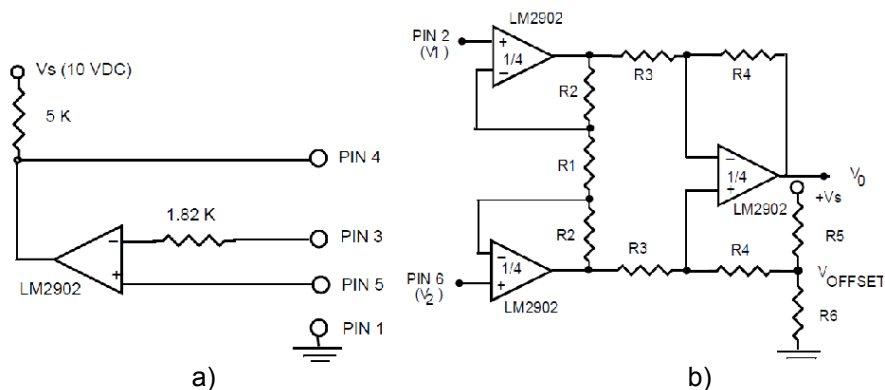 Vs (10 VDC)
5 K
PIN 4
1.82 K
PIN 3
LM2902
PIN 5
PIN 1
a)
LM2902
PIN 2
(V1)
1/4
R3
R4
R2
R1
1/4
V0
LM2902
+Vs
R2
R5
PIN 6
(V2)
1/4
R3
R4
VOFFSET
LM2902
R6
b)